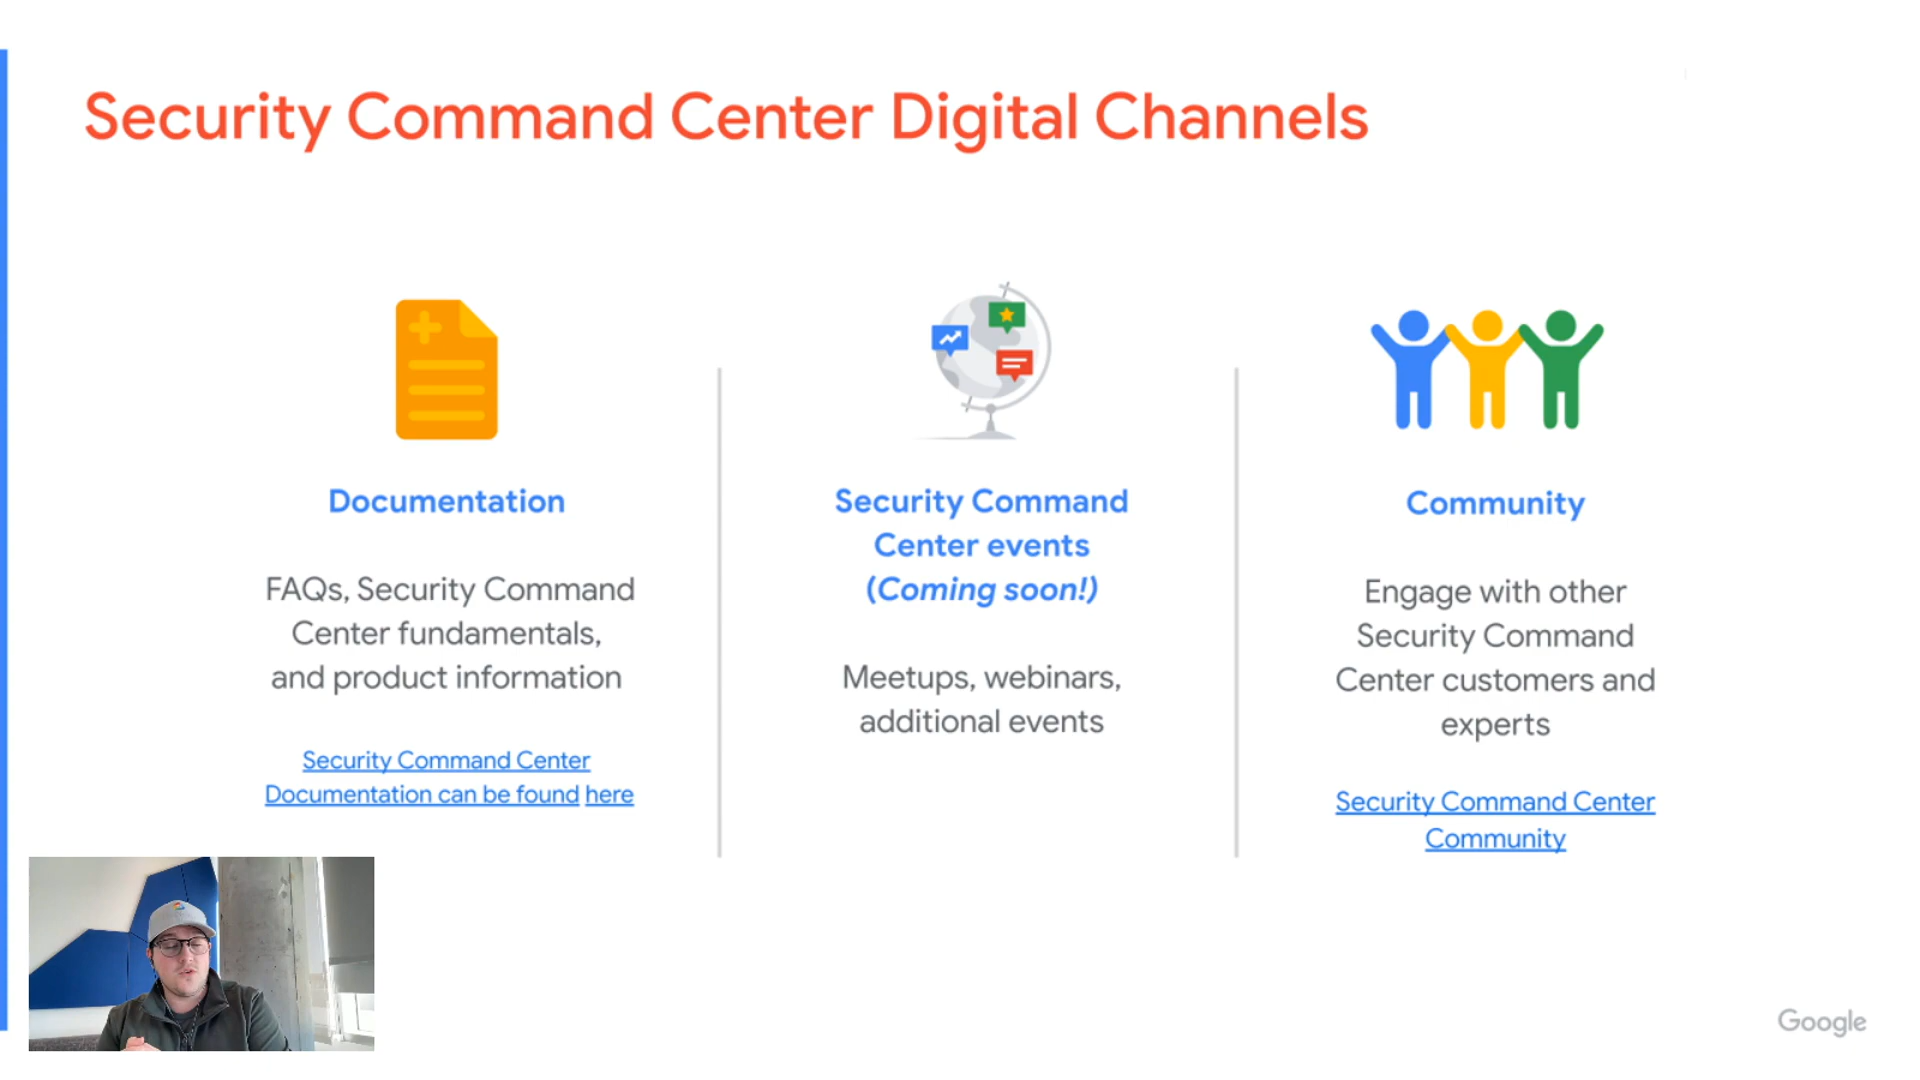 Security Command Center Digital Channels
Documentation
FAQs, Security Command
Center fundamentals,
and product information
Security Command Center
Documentation can be found here
Security Command
Center events
(Coming soon!)
Meetups, webinars,
additional events
Community
Engage with other
Security Command
Center customers and
experts
Security Command Center
Community
Google